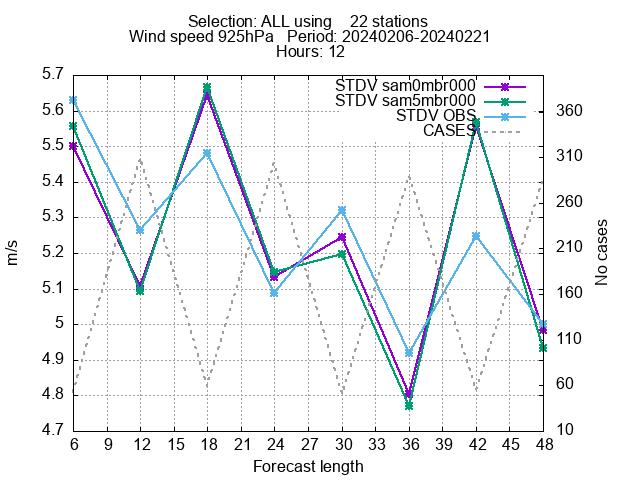 Selection: ALL using    22 stations
Wind speed 925hPa   Period: 20240206-20240221
Hours: 12
STDV sam0mbr000
STDV sam5mbr000
STDV OBS
CASES
5.7
5.6
5.5
5.4
5.3
5.2
5.1
5
4.9
4.8
4.7
m/s
360
310
260
210
160
110
60
10
No cases
6 9 12 15 18 21 24 27 30 33 36 39 42 45 48
Forecast length